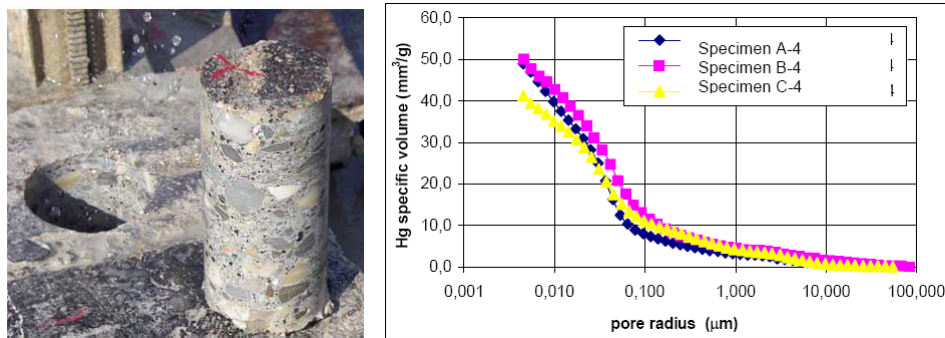 60,0
50,0
40,0
30,0
20,0
10,0
0,0
Hg specific volume (mm³/g)
Specimen A-4
Specimen B-4
Specimen C-4
0,001 0,010 0,100 1,000 10,000 100,000
pore radius (μm)